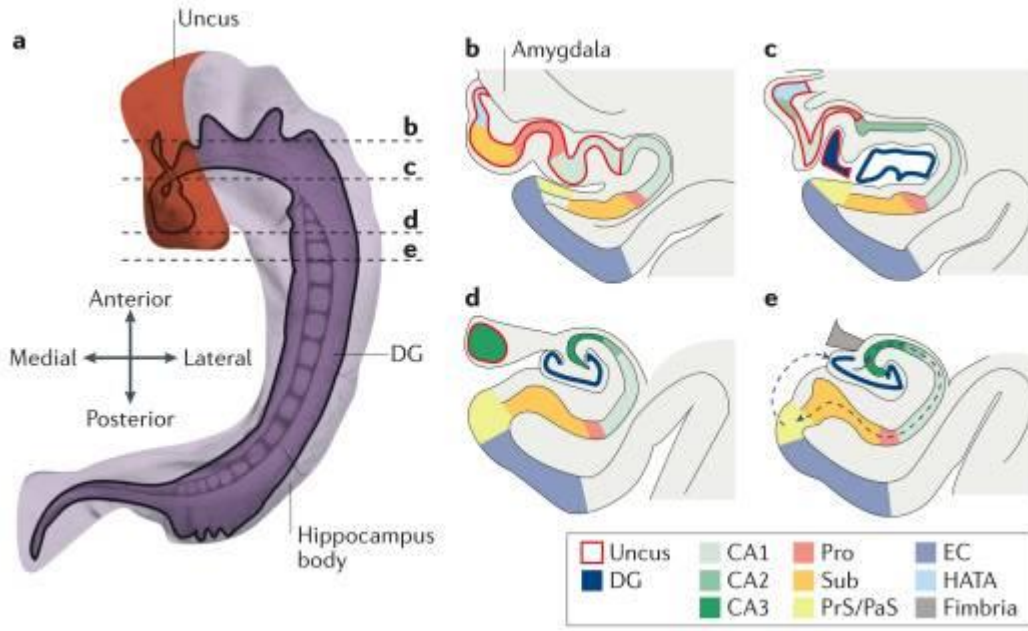 Uncus
a
b
c
d
e
Anterior
Medial
Lateral
Posterior
DG
Hippocampus
body
b
Amygdala
c
d
e
Uncus
DG
CA1
CA2
CA3
Pro
Sub
PrS/PaS
EC
HATA
Fimbria